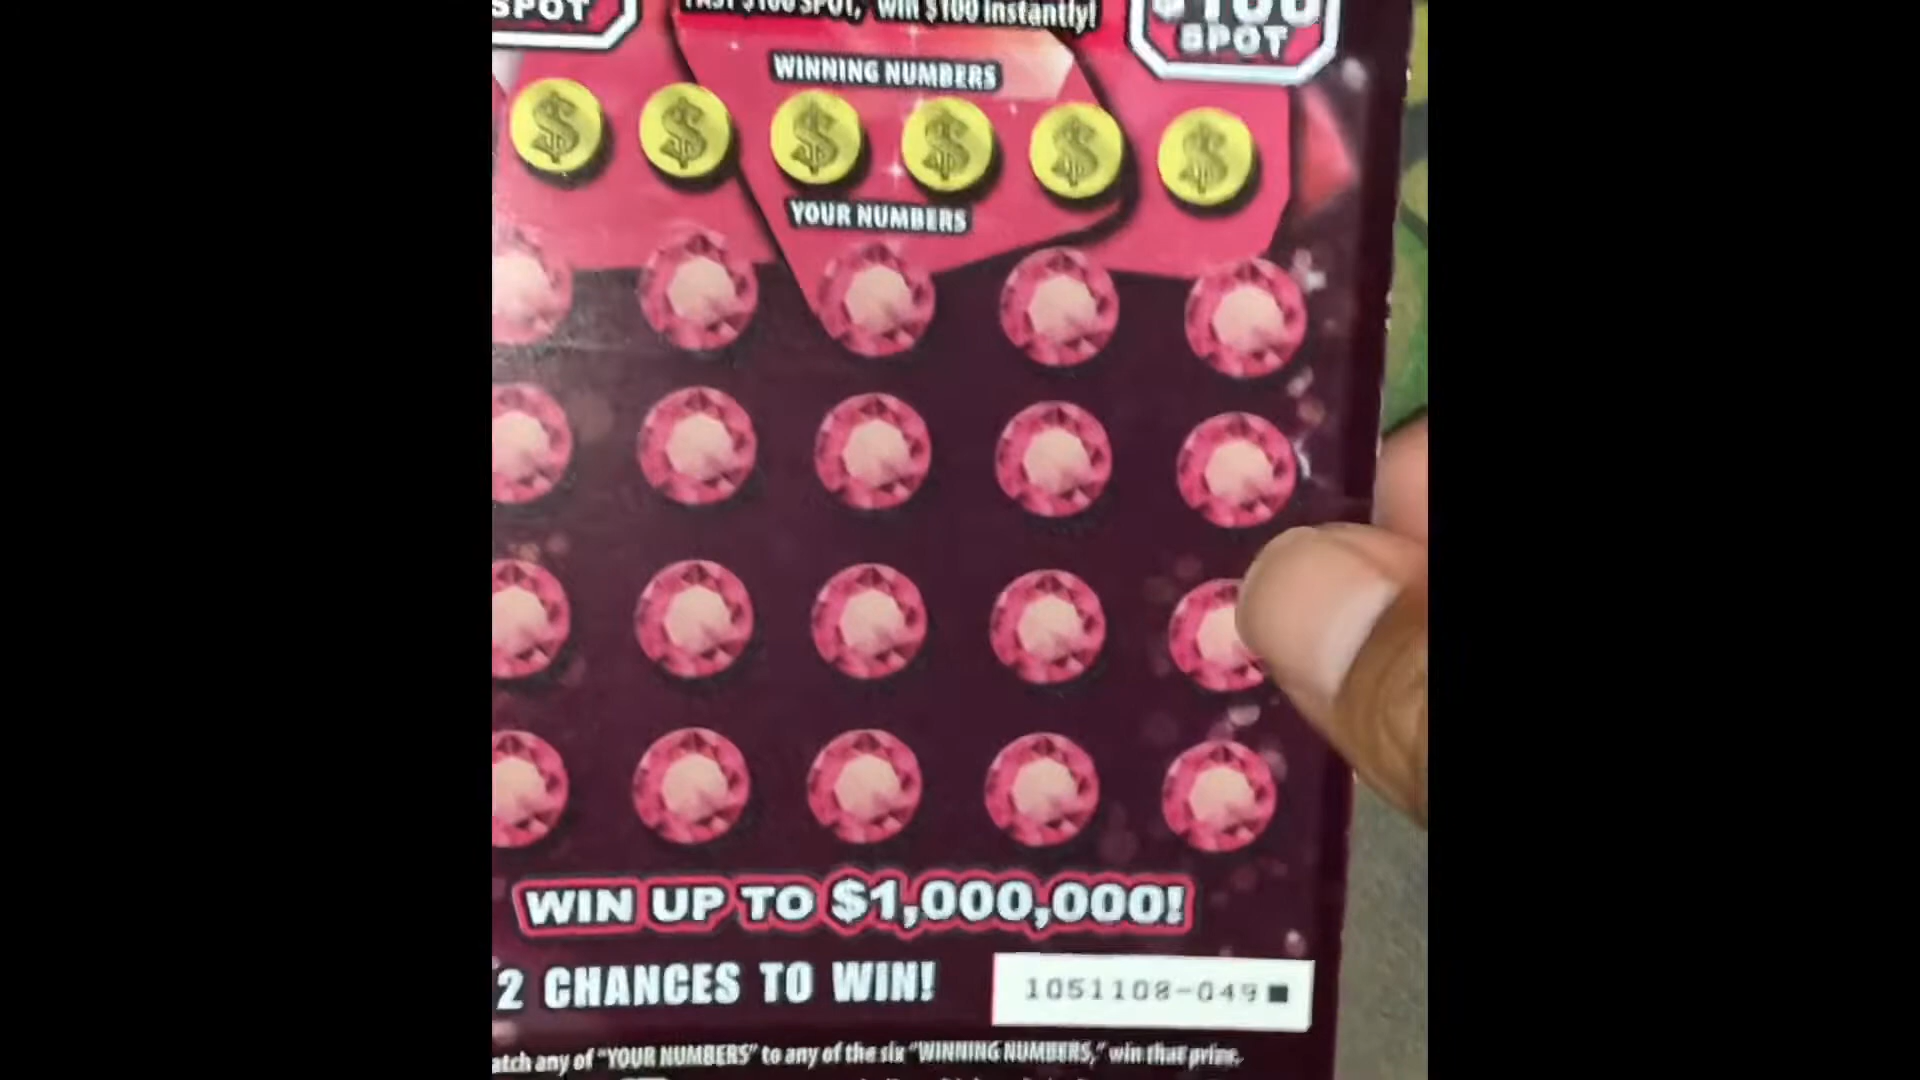 SPOT
FAST $100 SPOT, WIN $100 instantly!
$100
SPOT
WINNING NUMBERS
YOUR NUMBERS
WIN UP TO $1,000,000!
2 CHANCES TO WIN!
1051108-049
atch any of "YOUR NUMBERS" to any of the six "WINNING NUMBERS," win that prize.